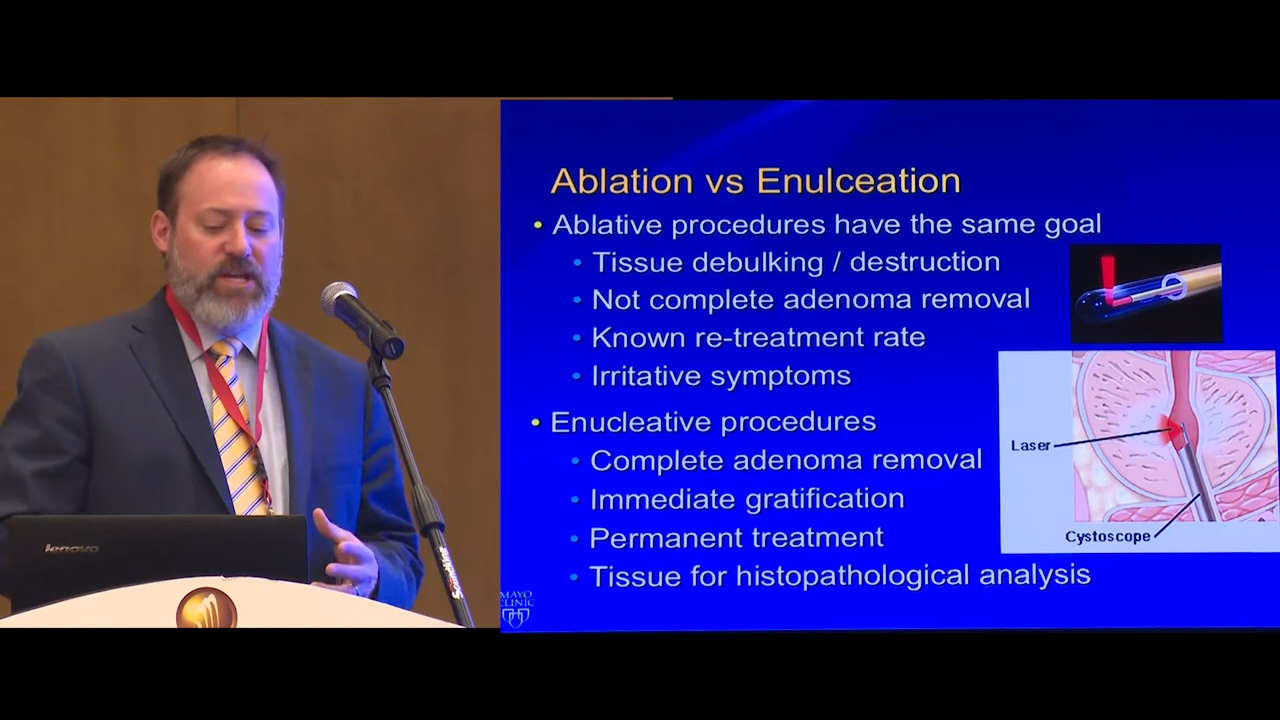 Ablation vs Enulceation
• Ablative procedures have the same goal
• Tissue debulking / destruction
• Not complete adenoma removal
• Known re-treatment rate
• Irritative symptoms
• Enucleative procedures
• Complete adenoma removal
• Immediate gratification
• Permanent treatment
• Tissue for histopathological analysis
Laser
Cystoscope
MAYO
CLINIC
lenovo